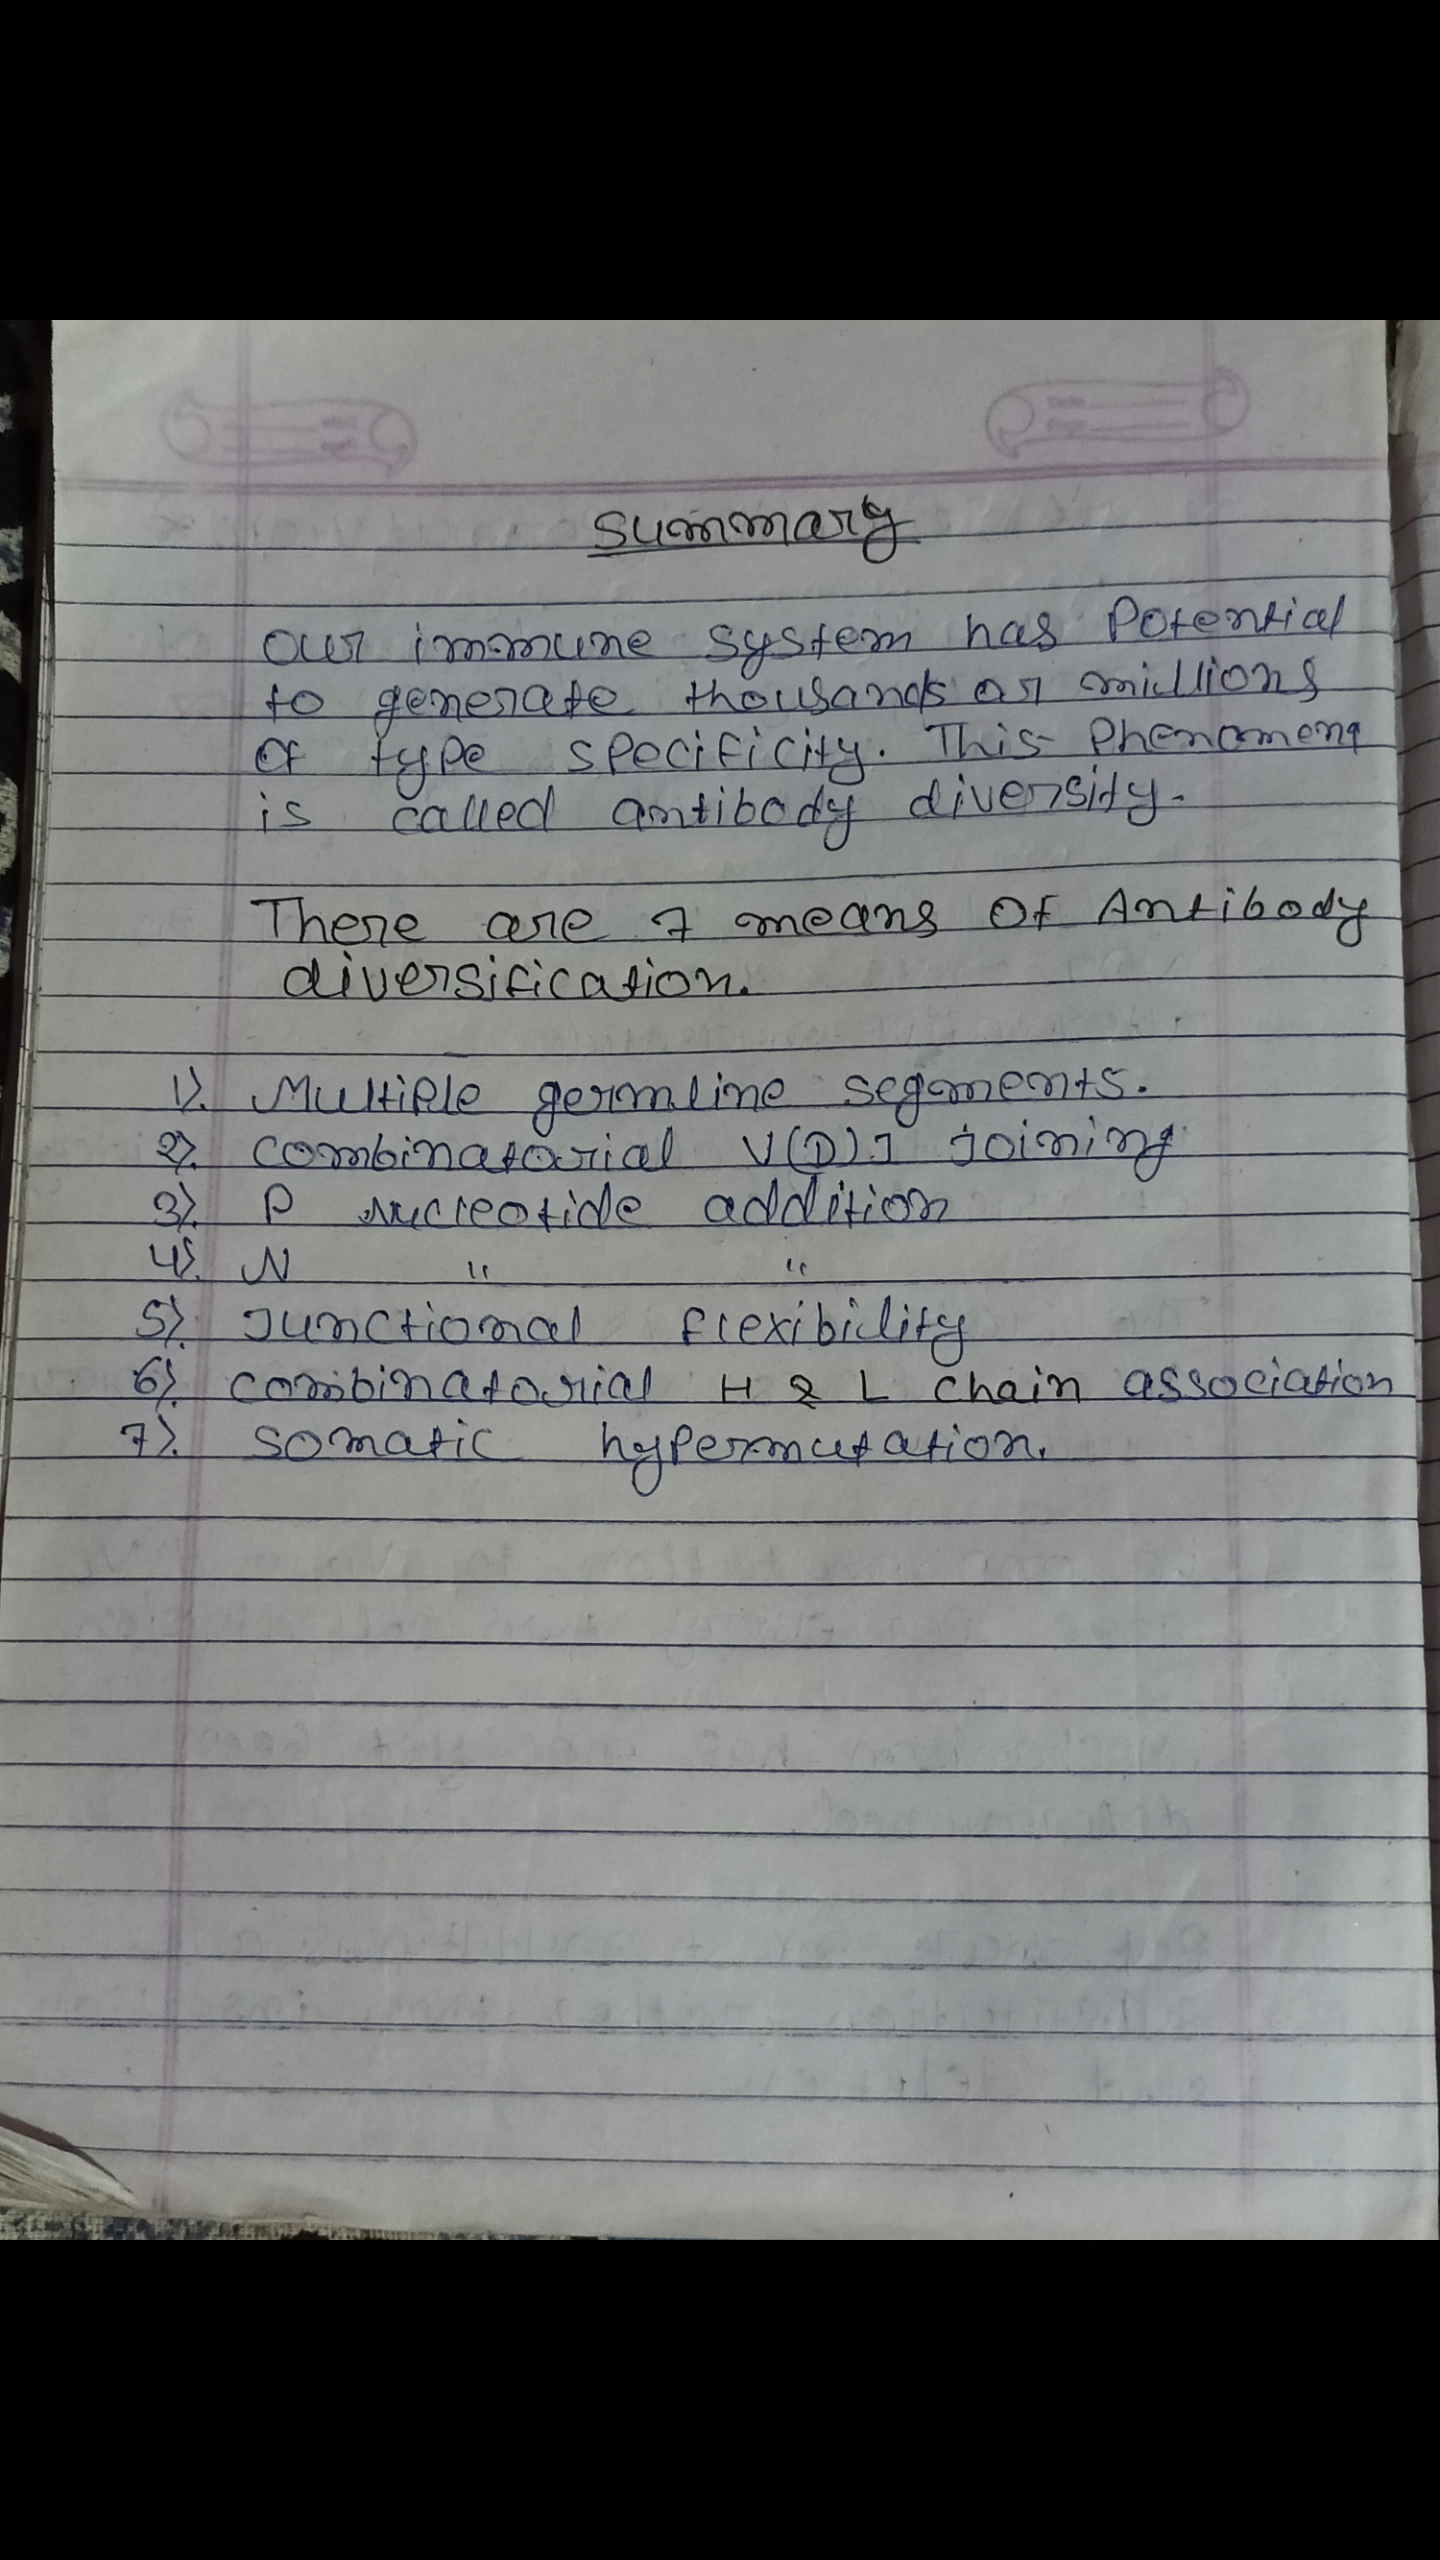 Summary
Our immune system has Potential
to generate thousands or millions
of type specificity. This Phenomena
is called antibody diversity.
There are 7 means of Antibody
diversification.
1). Multiple germline segments.
2). combinatorial V(D)J Joining
3). P nucleotide addition
4). N " "
5). Junctional flexibility
6). combinatorial H & L chain association
7). somatic hypermutation.